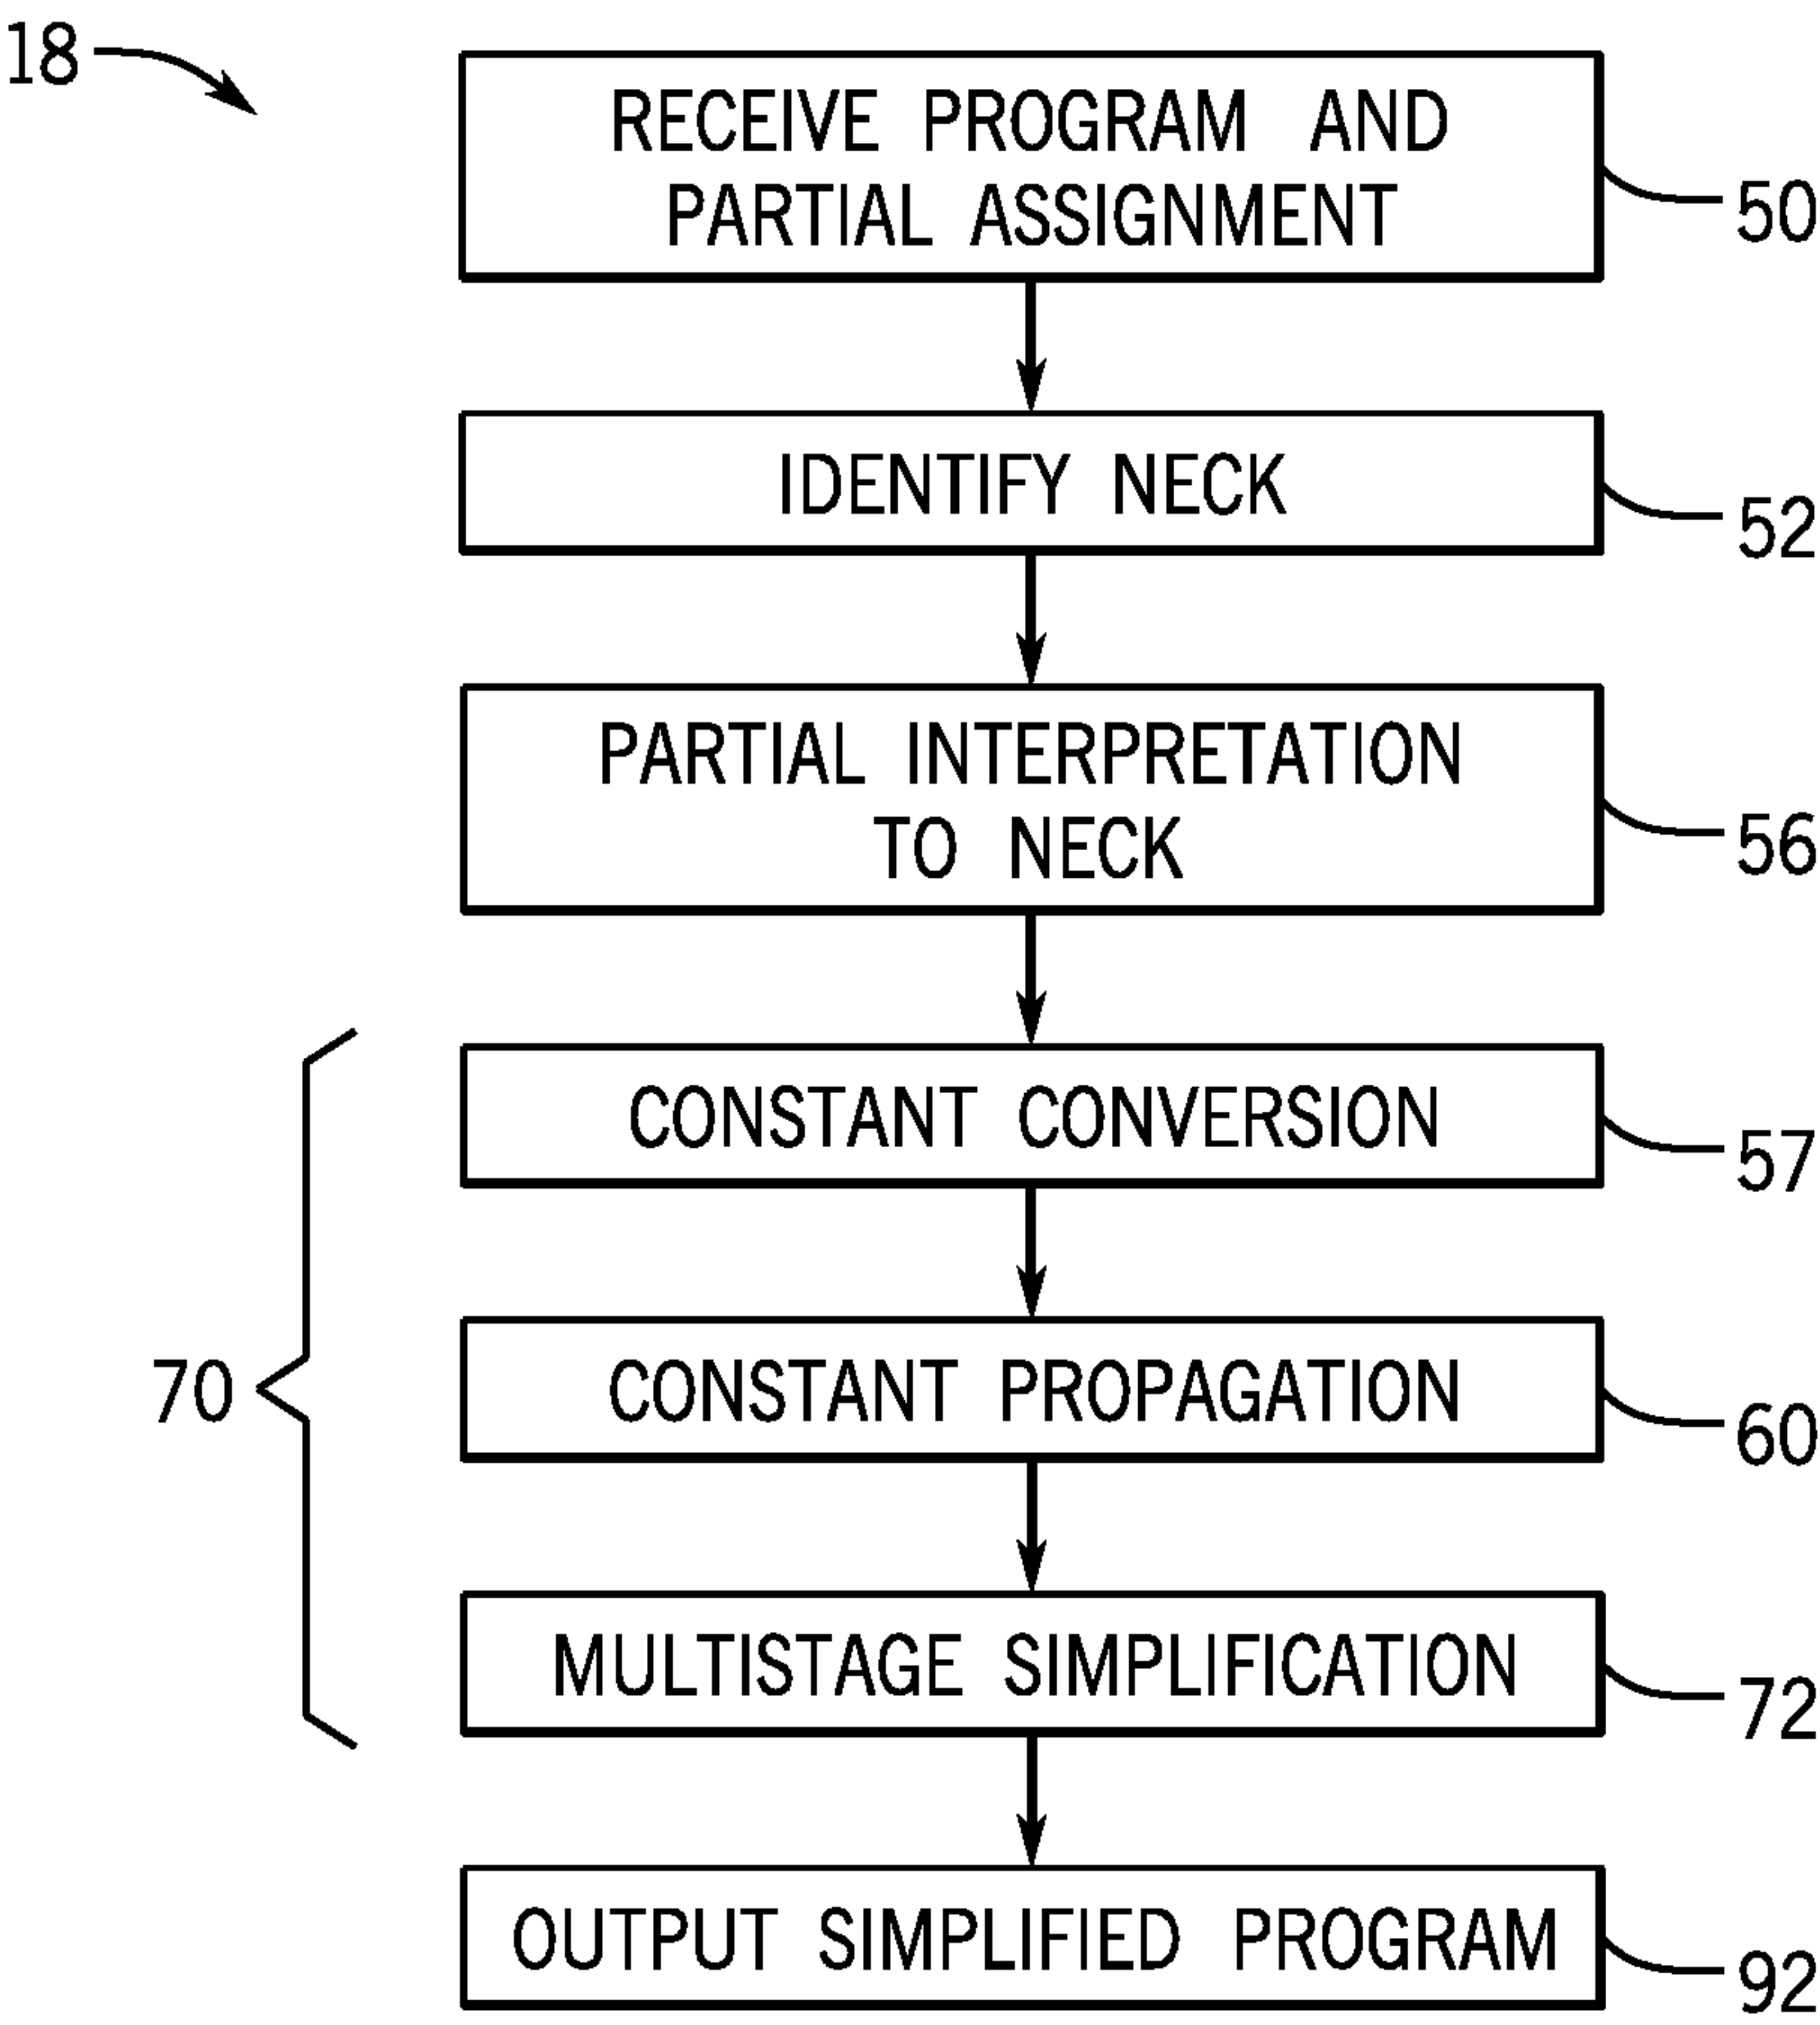 18
RECEIVE PROGRAM AND
PARTIAL ASSIGNMENT
50
IDENTIFY NECK
52
PARTIAL INTERPRETATION
TO NECK
56
CONSTANT CONVERSION
57
70
CONSTANT PROPAGATION
60
MULTISTAGE SIMPLIFICATION
72
OUTPUT SIMPLIFIED PROGRAM
92